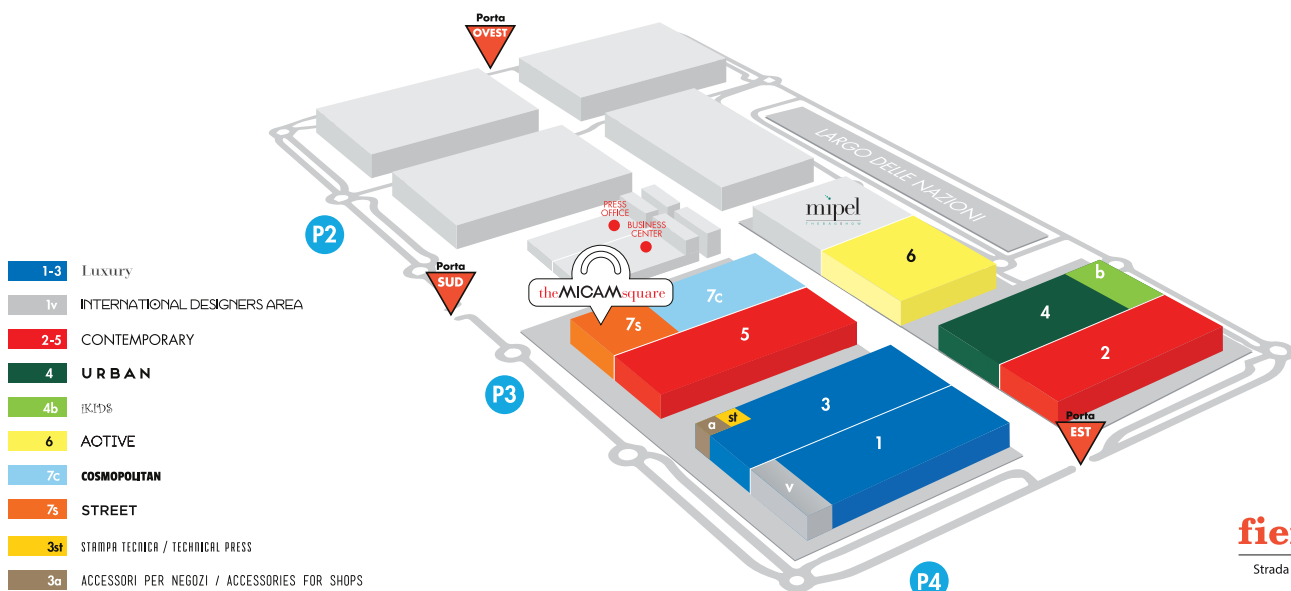 Porta
OVEST
LARGO DELLE NAZIONI
mipel
THEBAGSHOW
PRESS
OFFICE
BUSINESS
CENTER
P2
Porta
SUD
theMICAMsquare
6
b
4
2
7c
7s
5
P3
3
st
a
1
v
Porta
EST
P4
1-3 Luxury
1v INTERNATIONAL DESIGNERS AREA
2-5 CONTEMPORARY
4 URBAN
4b iKIDS
6 ACTIVE
7c COSMOPOLITAN
7s STREET
3st STAMPA TECNICA / TECHNICAL PRESS
3a ACCESSORI PER NEGOZI / ACCESSORIES FOR SHOPS
Strada